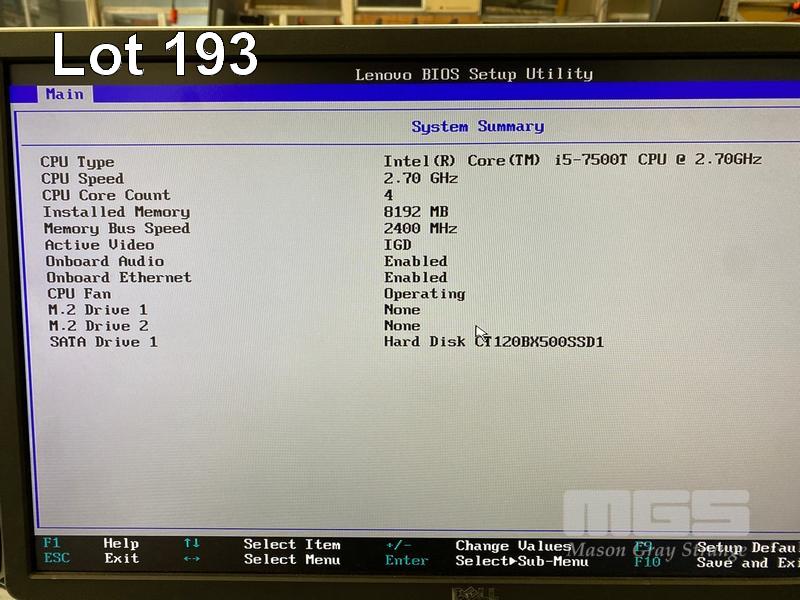 Lot 193
Lenovo BIOS Setup Utility
Main
System Summary
CPU Type Intel(R) Core(TM) i5-7500T CPU @ 2.70GHz
CPU Speed 2.70 GHz
CPU Core Count 4
Installed Memory 8192 MB
Memory Bus Speed 2400 MHz
Active Video IGD
Onboard Audio Enabled
Onboard Ethernet Enabled
CPU Fan Operating
M.2 Drive 1 None
M.2 Drive 2 None
SATA Drive 1 Hard Disk CT120BX500SSD1
MGS
Mason Gray Strange
F1 Help ↑↓ Select Item +/- Change Values F9 Setup Defau
ESC Exit ←→ Select Menu Enter Select▶Sub-Menu F10 Save and Exi
DELL